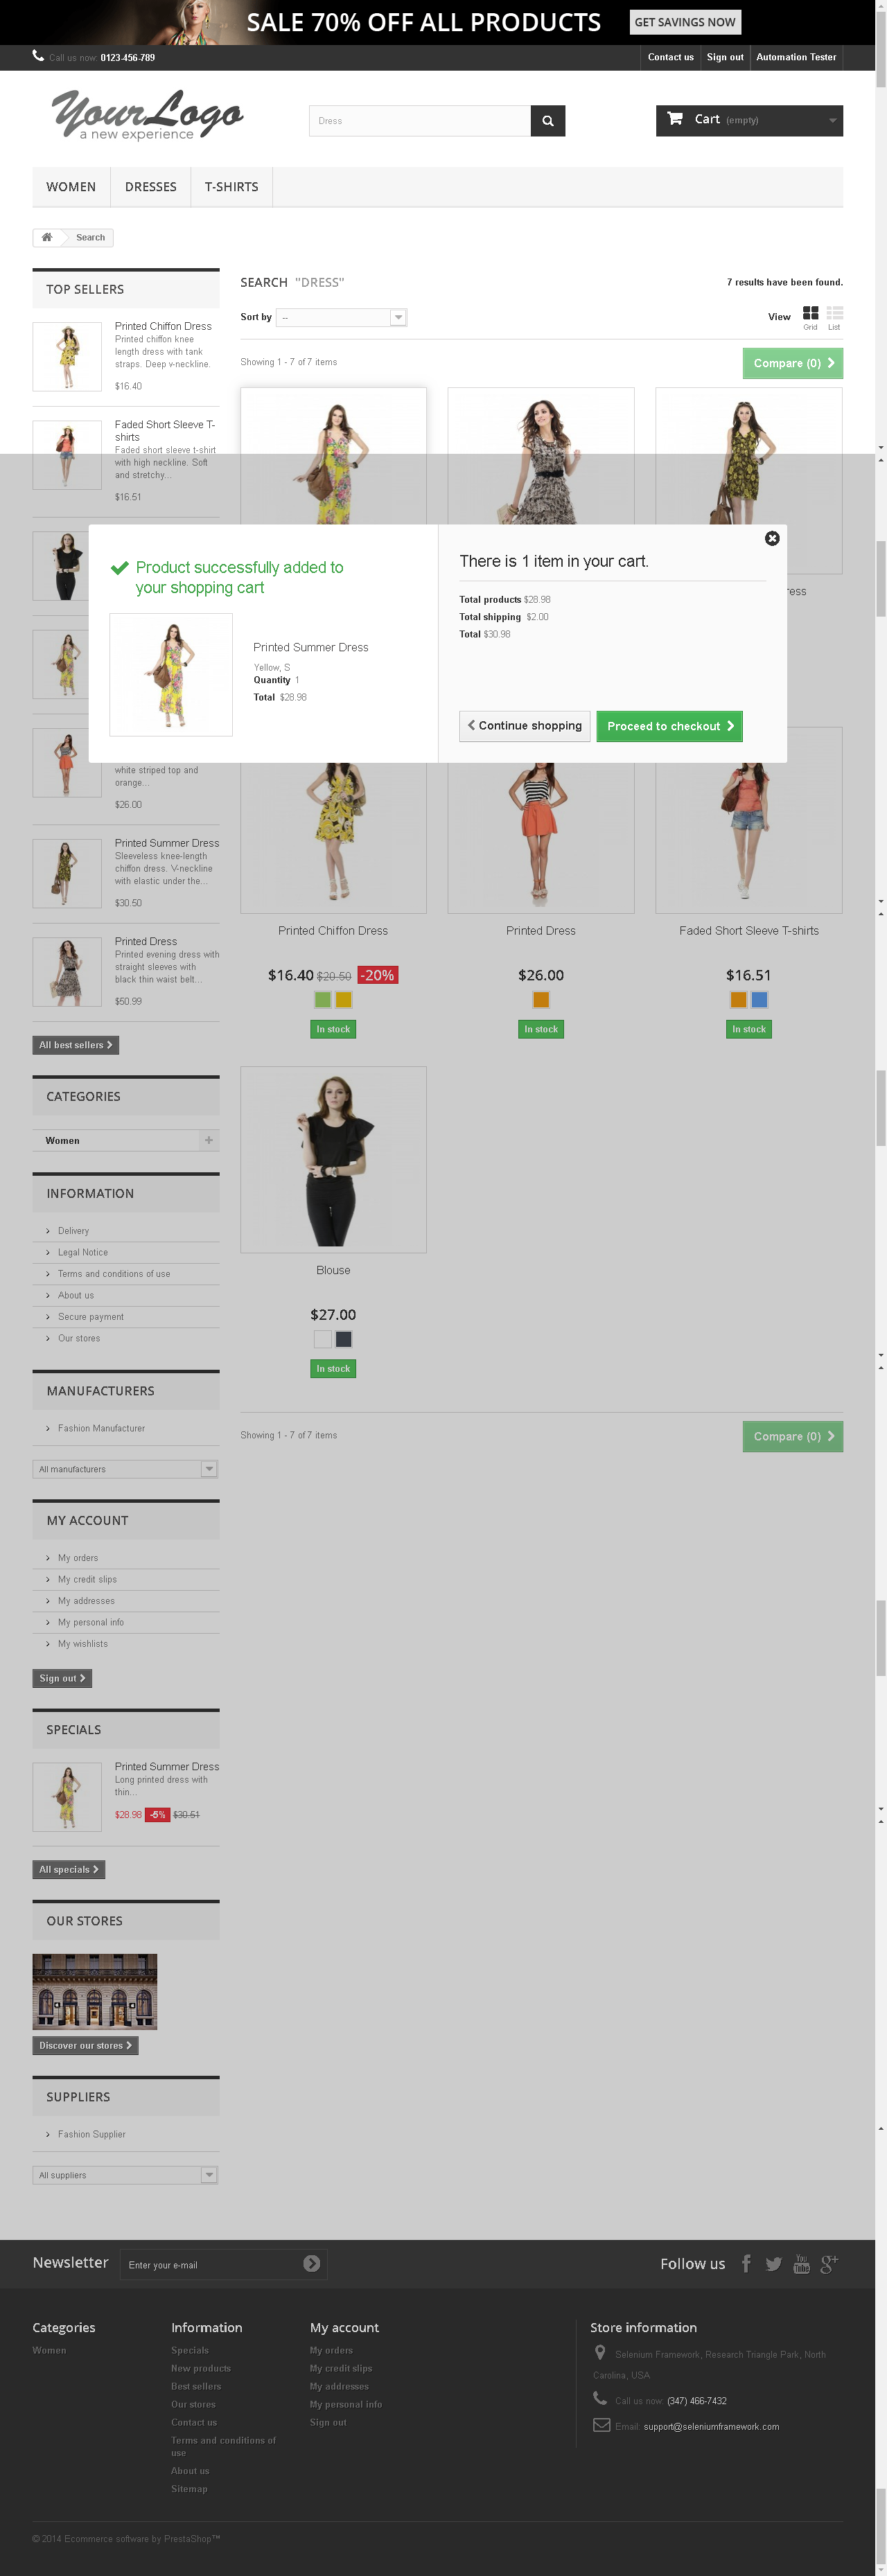 SALE 70% OFF ALL PRODUCTS
GET SAVINGS NOW
Call us now: 0123-456-789
Contact us
Sign out
Automation Tester
YourLogo
a new experience
Dress
Cart (empty)
WOMEN
DRESSES
T-SHIRTS
Search
TOP SELLERS
Printed Chiffon Dress
Printed chiffon knee
length dress with tank
straps. Deep v-neckline.
$16.40
Faded Short Sleeve T-
shirts
Faded short sleeve t-shirt
with high neckline. Soft
and stretchy...
$16.51
SEARCH "DRESS"
7 results have been found.
Sort by
--
View
Grid
List
Showing 1 - 7 of 7 items
Compare (0)
Product successfully added to
your shopping cart
Printed Summer Dress
Yellow, S
Quantity 1
Total $28.98
There is 1 item in your cart.
Total products $28.98
Total shipping $2.00
Total $30.98
Continue shopping
Proceed to checkout
ress
white striped top and
orange...
$26.00
Printed Summer Dress
Sleeveless knee-length
chiffon dress. V-neckline
with elastic under the...
$30.50
Printed Dress
Printed evening dress with
straight sleeves with
black thin waist belt...
$50.99
All best sellers
Printed Chiffon Dress
$16.40 $20.50 -20%
In stock
Printed Dress
$26.00
In stock
Faded Short Sleeve T-shirts
$16.51
In stock
Blouse
$27.00
In stock
Showing 1 - 7 of 7 items
Compare (0)
CATEGORIES
Women
INFORMATION
Delivery
Legal Notice
Terms and conditions of use
About us
Secure payment
Our stores
MANUFACTURERS
Fashion Manufacturer
All manufacturers
MY ACCOUNT
My orders
My credit slips
My addresses
My personal info
My wishlists
Sign out
SPECIALS
Printed Summer Dress
Long printed dress with
thin...
$28.98 -5% $30.51
All specials
OUR STORES
Discover our stores
SUPPLIERS
Fashion Supplier
All suppliers
Newsletter
Enter your e-mail
Follow us
You
Tube
Categories
Women
Information
Specials
New products
Best sellers
Our stores
Contact us
Terms and conditions of
use
About us
Sitemap
My account
My orders
My credit slips
My addresses
My personal info
Sign out
Store information
Selenium Framework, Research Triangle Park, North
Carolina, USA
Call us now: (347) 466-7432
Email: support@seleniumframework.com
© 2014 Ecommerce software by PrestaShop™